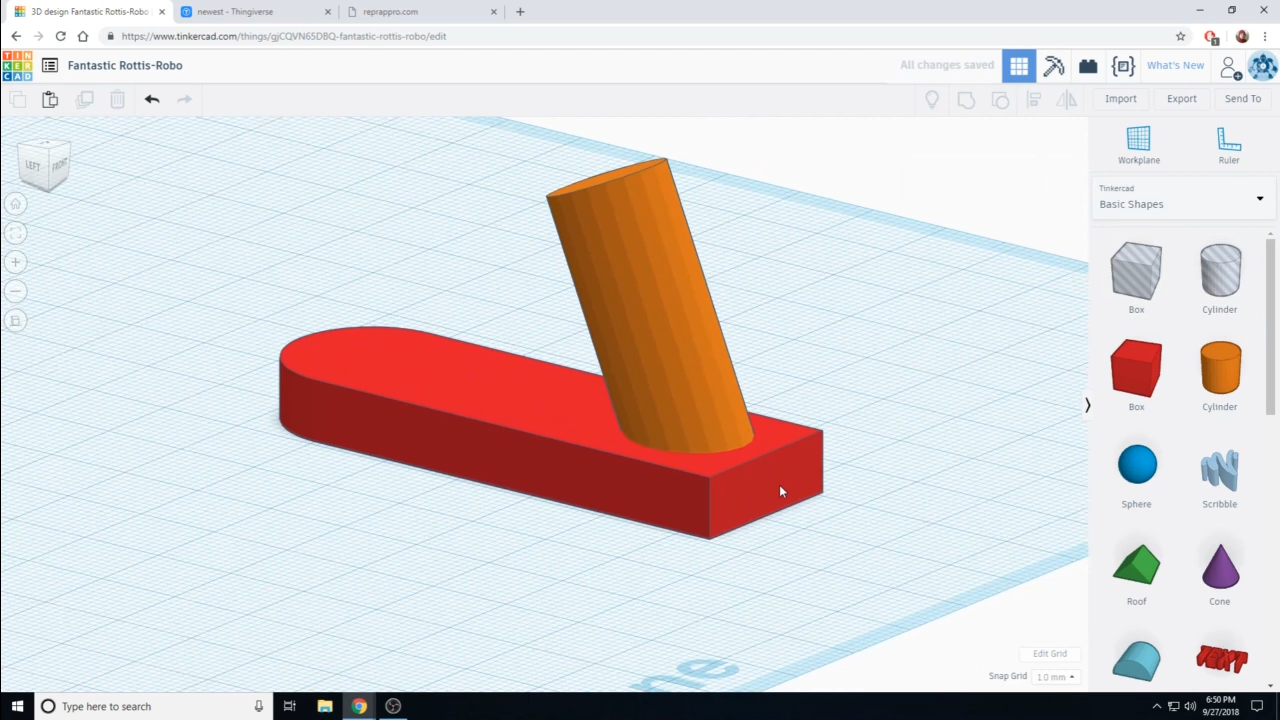 3D design Fantastic Rottis-Robo
newest - Thingiverse
reprappro.com
https://www.tinkercad.com/things/gjCQVN65DBQ-fantastic-rottis-robo/edit
TIN
KER
CAD
Fantastic Rottis-Robo
All changes saved
What's New
Import
Export
Send To
LEFT
FRONT
Workplane
Ruler
Tinkercad
Basic Shapes
Box
Cylinder
Box
Cylinder
Sphere
Scribble
Roof
Cone
TEXT
ne
Edit Grid
Snap Grid
1.0 mm
Type here to search
6:50 PM
9/27/2018